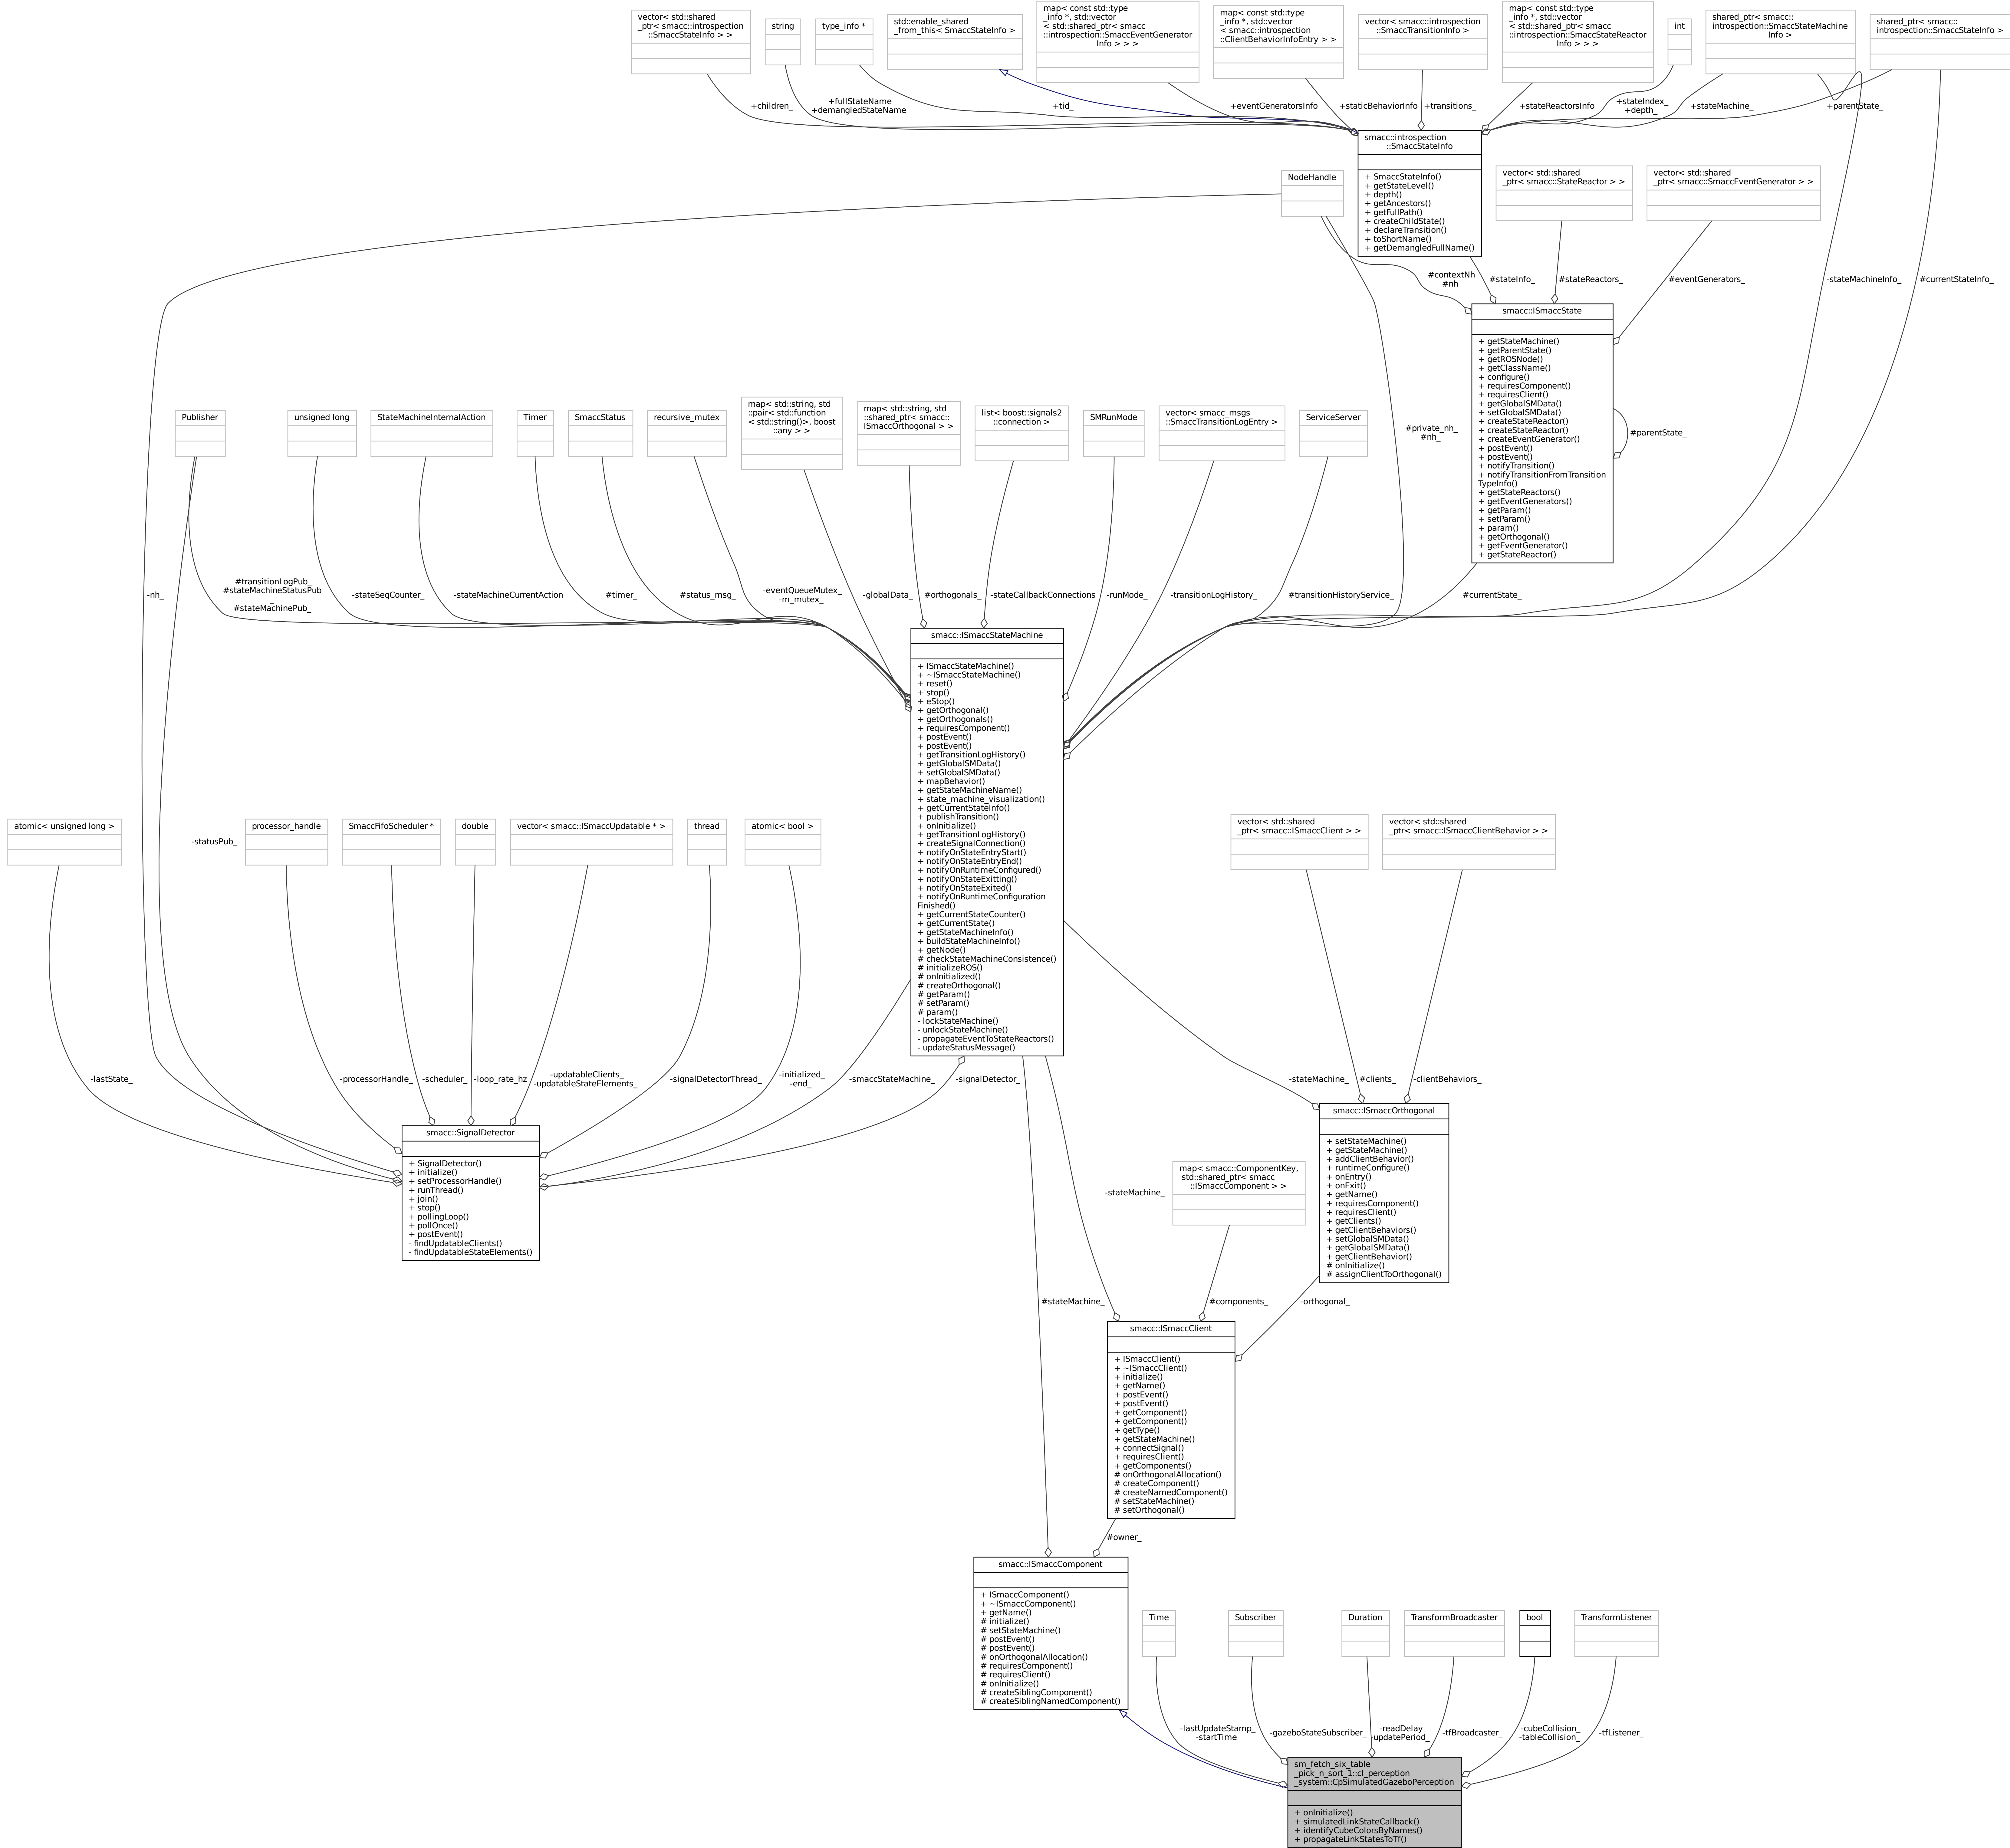 vector< std::shared
_ptr< smacc::introspection
::SmaccStateInfo > >
string
type_info *
std::enable_shared
_from_this< SmaccStateInfo >
map< const std::type
_info *, std::vector
< std::shared_ptr< smacc
::introspection::SmaccEventGenerator
Info > > >
map< const std::type
_info *, std::vector
< smacc::introspection
::ClientBehaviorInfoEntry > >
vector< smacc::introspection
::SmaccTransitionInfo >
map< const std::type
_info *, std::vector
< std::shared_ptr< smacc
::introspection::SmaccStateReactor
Info > > >
int
shared_ptr< smacc::
introspection::SmaccStateMachine
Info >
shared_ptr< smacc::
introspection::SmaccStateInfo >
+children_
+fullStateName
+demangledStateName
+tid_
+eventGeneratorsInfo
+staticBehaviorInfo
+transitions_
+stateReactorsInfo
+stateIndex_
+depth_
+stateMachine_
+parentState_
smacc::introspection
::SmaccStateInfo
+ SmaccStateInfo()
+ getStateLevel()
+ depth()
+ getAncestors()
+ getFullPath()
+ createChildState()
+ declareTransition()
+ toShortName()
+ getDemangledFullName()
NodeHandle
vector< std::shared
_ptr< smacc::StateReactor > >
vector< std::shared
_ptr< smacc::SmaccEventGenerator > >
#contextNh
#nh
#stateInfo_
#stateReactors_
#eventGenerators_
-stateMachineInfo_
#currentStateInfo_
smacc::ISmaccState
+ getStateMachine()
+ getParentState()
+ getROSNode()
+ getClassName()
+ configure()
+ requiresComponent()
+ requiresClient()
+ getGlobalSMData()
+ setGlobalSMData()
+ createStateReactor()
+ createStateReactor()
+ createEventGenerator()
+ postEvent()
+ postEvent()
+ notifyTransition()
+ notifyTransitionFromTransition
TypeInfo()
+ getStateReactors()
+ getEventGenerators()
+ getParam()
+ setParam()
+ param()
+ getOrthogonal()
+ getEventGenerator()
+ getStateReactor()
#parentState_
Publisher
unsigned long
StateMachineInternalAction
Timer
SmaccStatus
recursive_mutex
map< std::string, std
::pair< std::function
< std::string()>, boost
::any > >
map< std::string, std
::shared_ptr< smacc::
ISmaccOrthogonal > >
list< boost::signals2
::connection >
SMRunMode
vector< smacc_msgs
::SmaccTransitionLogEntry >
ServiceServer
#private_nh_
#nh_
-nh_
#transitionLogPub_
#stateMachineStatusPub
_
#stateMachinePub_
-stateSeqCounter_
-stateMachineCurrentAction
#timer_
#status_msg_
-eventQueueMutex_
-m_mutex_
-globalData_
#orthogonals_
-stateCallbackConnections
-runMode_
-transitionLogHistory_
#transitionHistoryService_
#currentState_
smacc::ISmaccStateMachine
+ ISmaccStateMachine()
+ ~ISmaccStateMachine()
+ reset()
+ stop()
+ eStop()
+ getOrthogonal()
+ getOrthogonals()
+ requiresComponent()
+ postEvent()
+ postEvent()
+ getTransitionLogHistory()
+ getGlobalSMData()
+ setGlobalSMData()
+ mapBehavior()
+ getStateMachineName()
+ state_machine_visualization()
+ getCurrentStateInfo()
+ publishTransition()
+ onInitialize()
+ getTransitionLogHistory()
+ createSignalConnection()
+ notifyOnStateEntryStart()
+ notifyOnStateEntryEnd()
+ notifyOnRuntimeConfigured()
+ notifyOnStateExitting()
+ notifyOnStateExited()
+ notifyOnRuntimeConfiguration
Finished()
+ getCurrentStateCounter()
+ getCurrentState()
+ getStateMachineInfo()
+ buildStateMachineInfo()
+ getNode()
# checkStateMachineConsistence()
# initializeROS()
# onInitialized()
# createOrthogonal()
# getParam()
# setParam()
# param()
- lockStateMachine()
- unlockStateMachine()
- propagateEventToStateReactors()
- updateStatusMessage()
atomic< unsigned long >
-statusPub_
processor_handle
SmaccFifoScheduler *
double
vector< smacc::ISmaccUpdatable * >
thread
atomic< bool >
vector< std::shared
_ptr< smacc::ISmaccClient > >
vector< std::shared
_ptr< smacc::ISmaccClientBehavior > >
-lastState_
-processorHandle_
-scheduler_
-loop_rate_hz
-updatableClients_
-updatableStateElements_
-signalDetectorThread_
-initialized_
-end_
-smaccStateMachine_
-signalDetector_
-stateMachine_
#clients_
-clientBehaviors_
smacc::SignalDetector
+ SignalDetector()
+ initialize()
+ setProcessorHandle()
+ runThread()
+ join()
+ stop()
+ pollingLoop()
+ pollOnce()
+ postEvent()
- findUpdatableClients()
- findUpdatableStateElements()
smacc::ISmaccOrthogonal
+ setStateMachine()
+ getStateMachine()
+ addClientBehavior()
+ runtimeConfigure()
+ onEntry()
+ onExit()
+ getName()
+ requiresComponent()
+ requiresClient()
+ getClients()
+ getClientBehaviors()
+ setGlobalSMData()
+ getGlobalSMData()
+ getClientBehavior()
# onInitialize()
# assignClientToOrthogonal()
map< smacc::ComponentKey,
std::shared_ptr< smacc
::ISmaccComponent > >
-stateMachine_
#stateMachine_
#components_
-orthogonal_
smacc::ISmaccClient
+ ISmaccClient()
+ ~ISmaccClient()
+ initialize()
+ getName()
+ postEvent()
+ postEvent()
+ getComponent()
+ getComponent()
+ getType()
+ getStateMachine()
+ connectSignal()
+ requiresClient()
+ getComponents()
# onOrthogonalAllocation()
# createComponent()
# createNamedComponent()
# setStateMachine()
# setOrthogonal()
#owner_
smacc::ISmaccComponent
+ ISmaccComponent()
+ ~ISmaccComponent()
+ getName()
# initialize()
# setStateMachine()
# postEvent()
# postEvent()
# onOrthogonalAllocation()
# requiresComponent()
# requiresClient()
# onInitialize()
# createSiblingComponent()
# createSiblingNamedComponent()
Time
Subscriber
Duration
TransformBroadcaster
bool
TransformListener
-lastUpdateStamp_
-startTime
-gazeboStateSubscriber_
-readDelay
-updatePeriod_
-tfBroadcaster_
-cubeCollision_
-tableCollision_
-tfListener_
sm_fetch_six_table
_pick_n_sort_1::cl_perception
_system::CpSimulatedGazeboPerception
+ onInitialize()
+ simulatedLinkStateCallback()
+ identifyCubeColorsByNames()
+ propagateLinkStatesToTf()